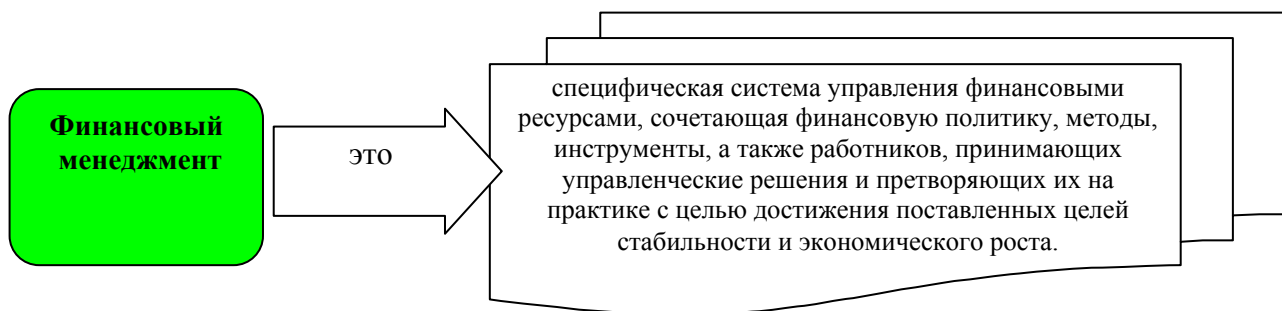 Финансовый
менеджмент
это
специфическая система управления финансовыми
ресурсами, сочетающая финансовую политику, методы,
инструменты, а также работников, принимающих
управленческие решения и претворяющих их на
практике с целью достижения поставленных целей
стабильности и экономического роста.